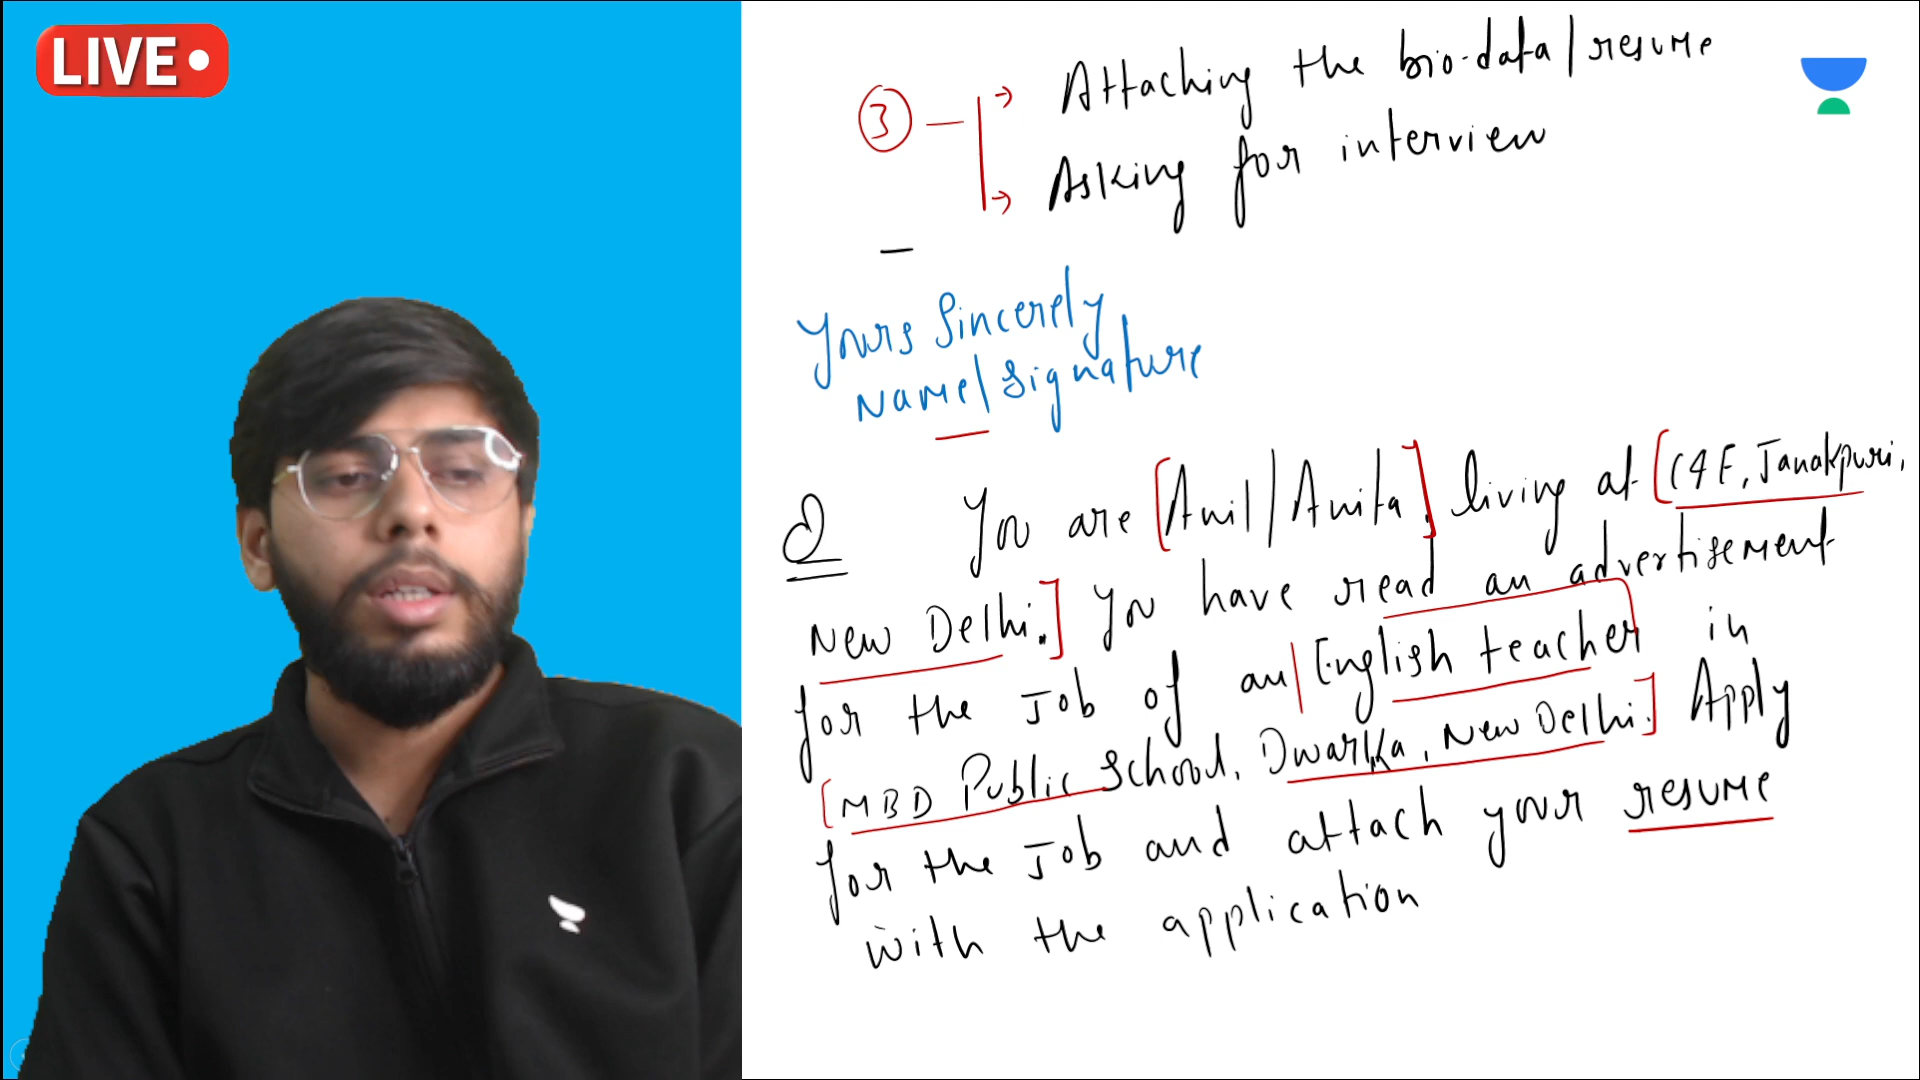 LIVE
3 → Attaching the bio-data/resume
→ Asking for interview
Yours Sincerely
Name/Signature
Q You are [Anil/Anita], living at [C4F, Janakpuri,
New Delhi.] You have read an advertisement
for the Job of an English teacher in
[MBD Public School, Dwarka, New Delhi.] Apply
for the Job and attach your resume
with the application